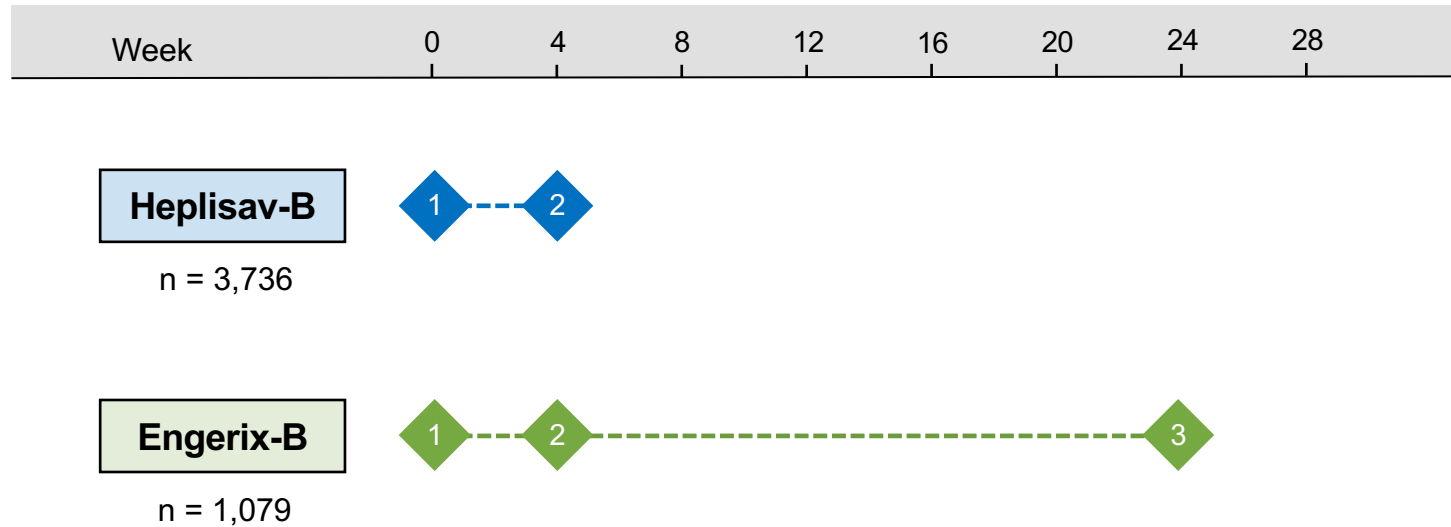 Week 0 4 8 12 16 20 24 28
Heplisav-B 1 2
n = 3,736
Engerix-B 1 2 3
n = 1,079